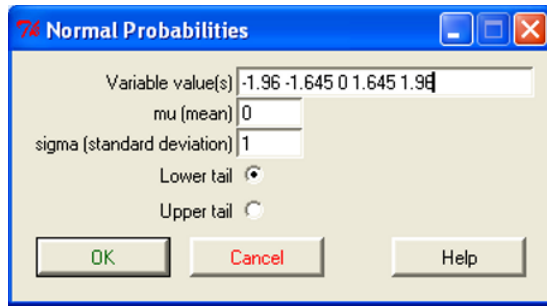 Normal Probabilities
Variable value(s) -1.96 -1.645 0 1.645 1.96
mu (mean) 0
sigma (standard deviation) 1
Lower tail
Upper tail
OK Cancel Help